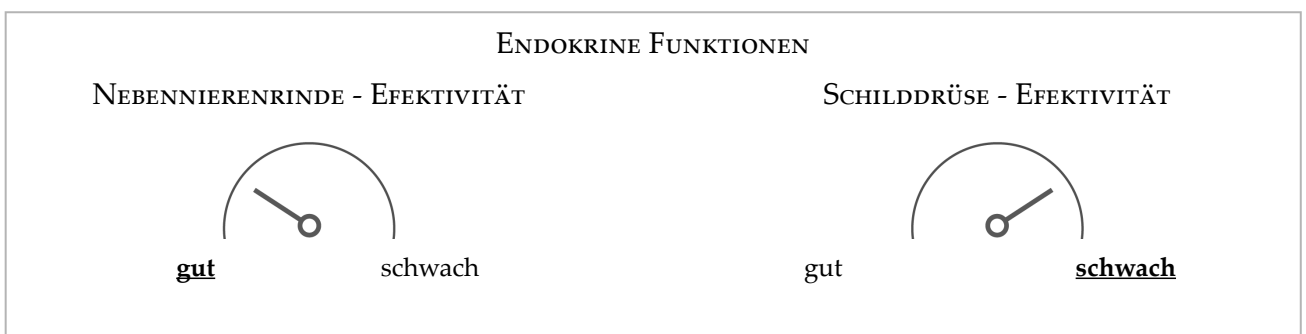 Endokrine Funktionen
Nebennierenrinde - Efektivität
Schilddrüse - Efektivität
gut schwach
gut schwach